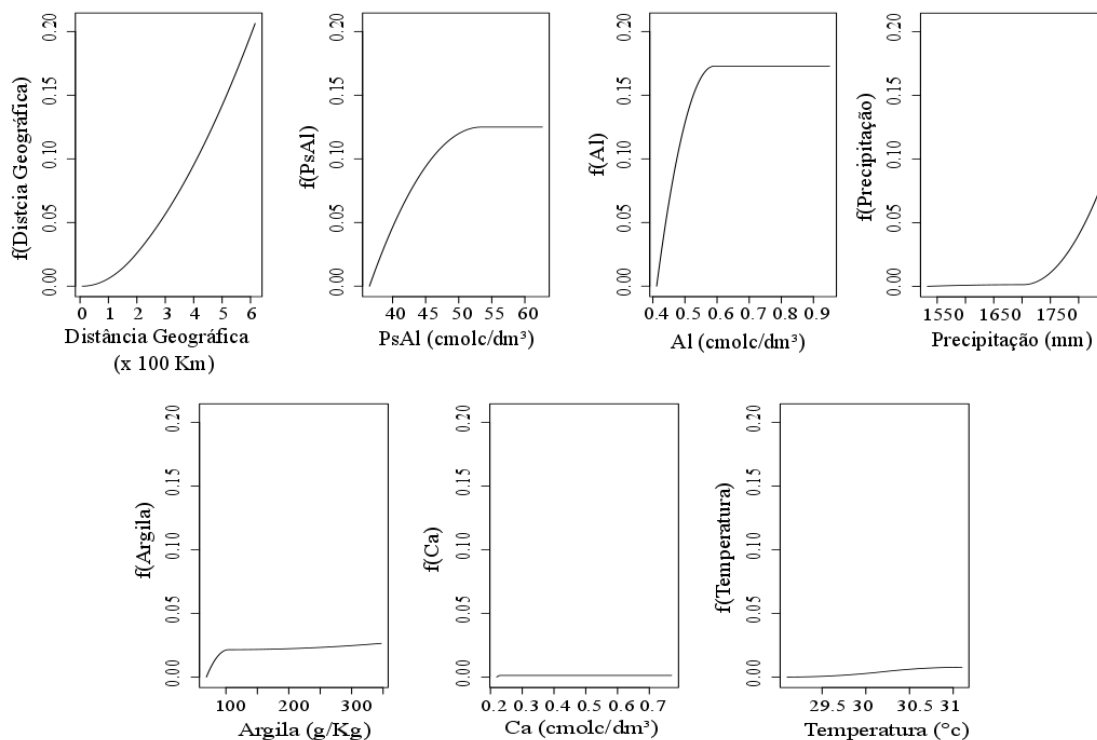 f(Distcia Geográfica)
0.00 0.05 0.10 0.15 0.20
0 1 2 3 4 5 6
Distância Geográfica
(x 100 Km)
f(PsAl)
0.00 0.05 0.10 0.15 0.20
40 45 50 55 60
PsAl (cmolc/dm³)
f(Al)
0.00 0.05 0.10 0.15 0.20
0.4 0.5 0.6 0.7 0.8 0.9
Al (cmolc/dm³)
f(Precipitação)
0.00 0.05 0.10 0.15 0.20
1550 1650 1750
Precipitação (mm)
f(Argila)
0.00 0.05 0.10 0.15 0.20
100 200 300
Argila (g/Kg)
f(Ca)
0.00 0.05 0.10 0.15 0.20
0.2 0.3 0.4 0.5 0.6 0.7
Ca (cmolc/dm³)
f(Temperatura)
0.00 0.05 0.10 0.15 0.20
29.5 30 30.5 31
Temperatura (°c)